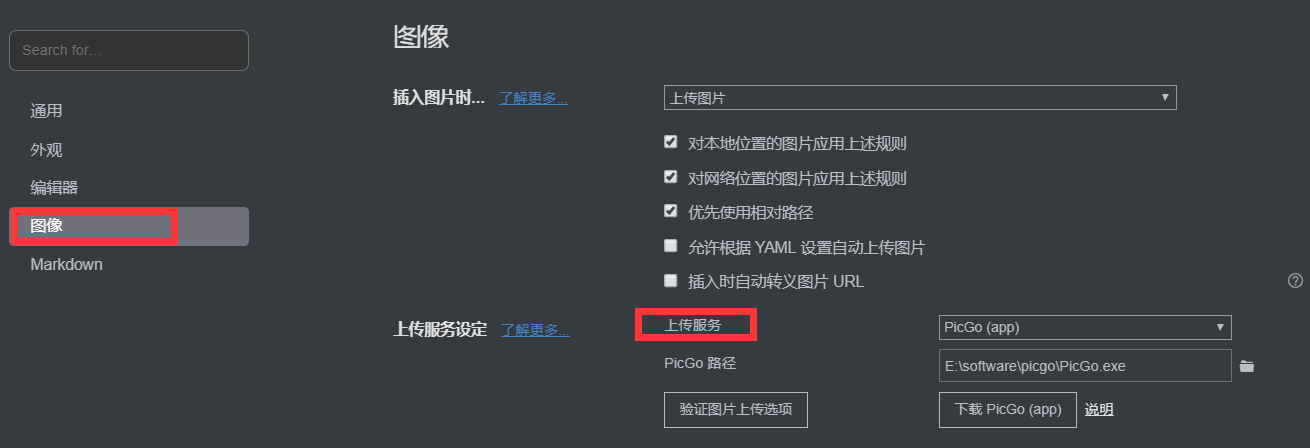 图像
Search for...
插入图片时... 了解更多... 上传图片
通用
对本地位置的图片应用上述规则
外观
对网络位置的图片应用上述规则
编辑器
优先使用相对路径
图像
允许根据 YAML 设置自动上传图片
Markdown
插入时自动转义图片 URL
上传服务设定 了解更多... 上传服务 PicGo (app)
PicGo 路径 E:\software\picgo\PicGo.exe
验证图片上传选项 下载 PicGo (app) 说明